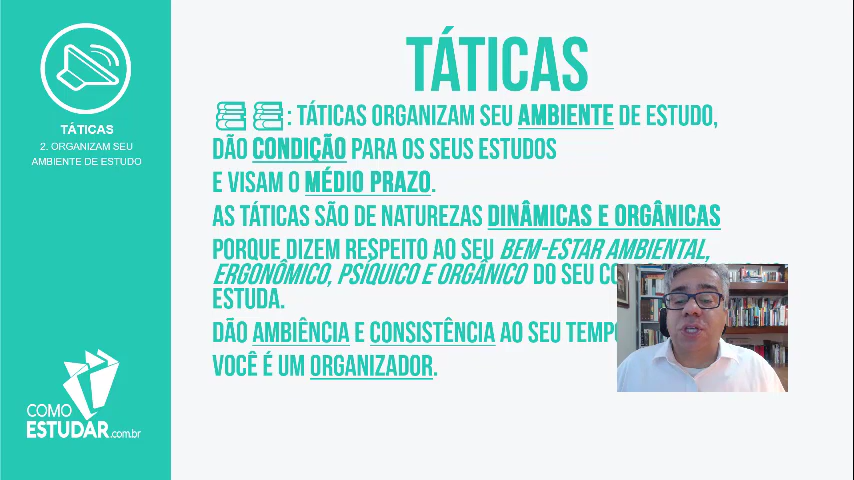 TÁTICAS
2. ORGANIZAM SEU
AMBIENTE DE ESTUDO
COMO
ESTUDAR.com.br
TÁTICAS
: TÁTICAS ORGANIZAM SEU AMBIENTE DE ESTUDO,
DÃO CONDIÇÃO PARA OS SEUS ESTUDOS
E VISAM O MÉDIO PRAZO.
AS TÁTICAS SÃO DE NATUREZAS DINÂMICAS E ORGÂNICAS
PORQUE DIZEM RESPEITO AO SEU BEM-ESTAR AMBIENTAL,
ERGONÔMICO, PSÍQUICO E ORGÂNICO DO SEU
ESTUDA.
DÃO AMBIÊNCIA E CONSISTÊNCIA AO SEU
VOCÊ É UM ORGANIZADOR.